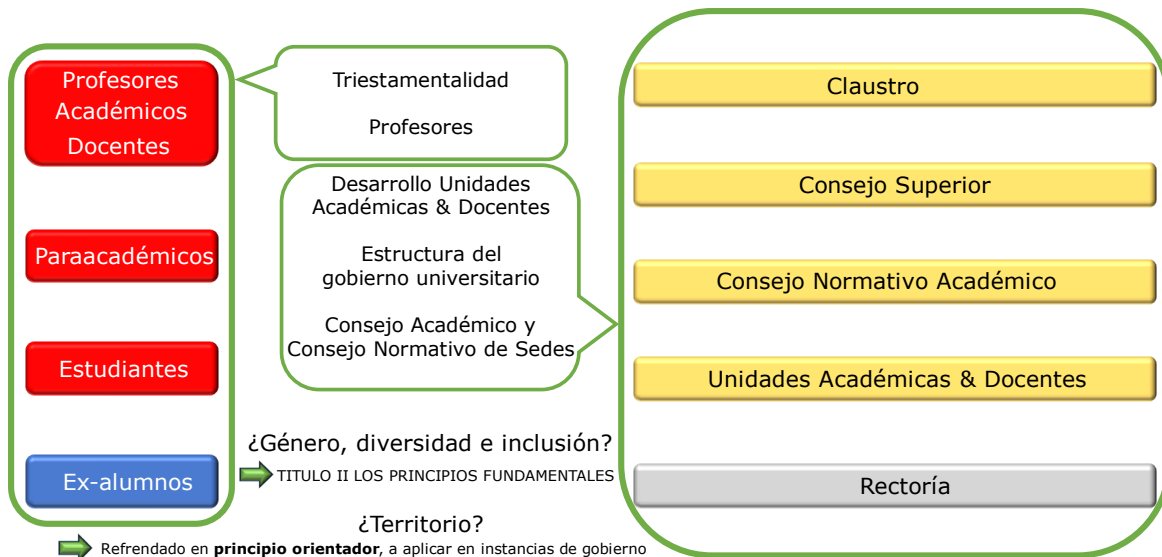 Profesores
Académicos
Docentes
Paraacadémicos
Estudiantes
Ex-alumnos
Triestamentalidad
Profesores
Desarrollo Unidades
Académicas & Docentes
Estructura del
gobierno universitario
Consejo Académico y
Consejo Normativo de Sedes
¿Género, diversidad e inclusión?
TITULO II LOS PRINCIPIOS FUNDAMENTALES
¿Territorio?
Refrendado en principio orientador, a aplicar en instancias de gobierno
Claustro
Consejo Superior
Consejo Normativo Académico
Unidades Académicas & Docentes
Rectoría